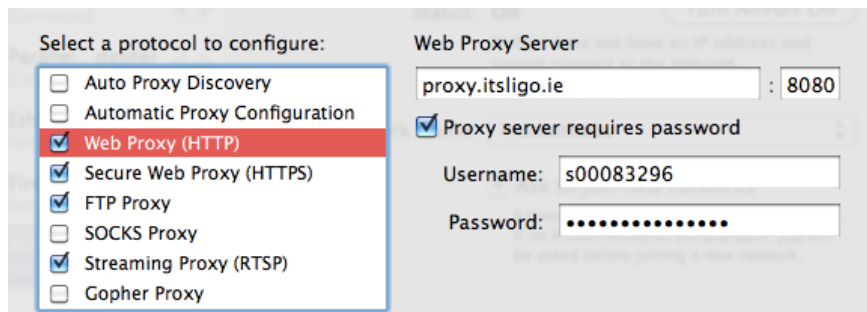 Select a protocol to configure:
Auto Proxy Discovery
Automatic Proxy Configuration
Web Proxy (HTTP)
Secure Web Proxy (HTTPS)
FTP Proxy
SOCKS Proxy
Streaming Proxy (RTSP)
Gopher Proxy
Web Proxy Server
proxy.itsligo.ie : 8080
Proxy server requires password
Username: s00083296
Password: •••••••••••••••